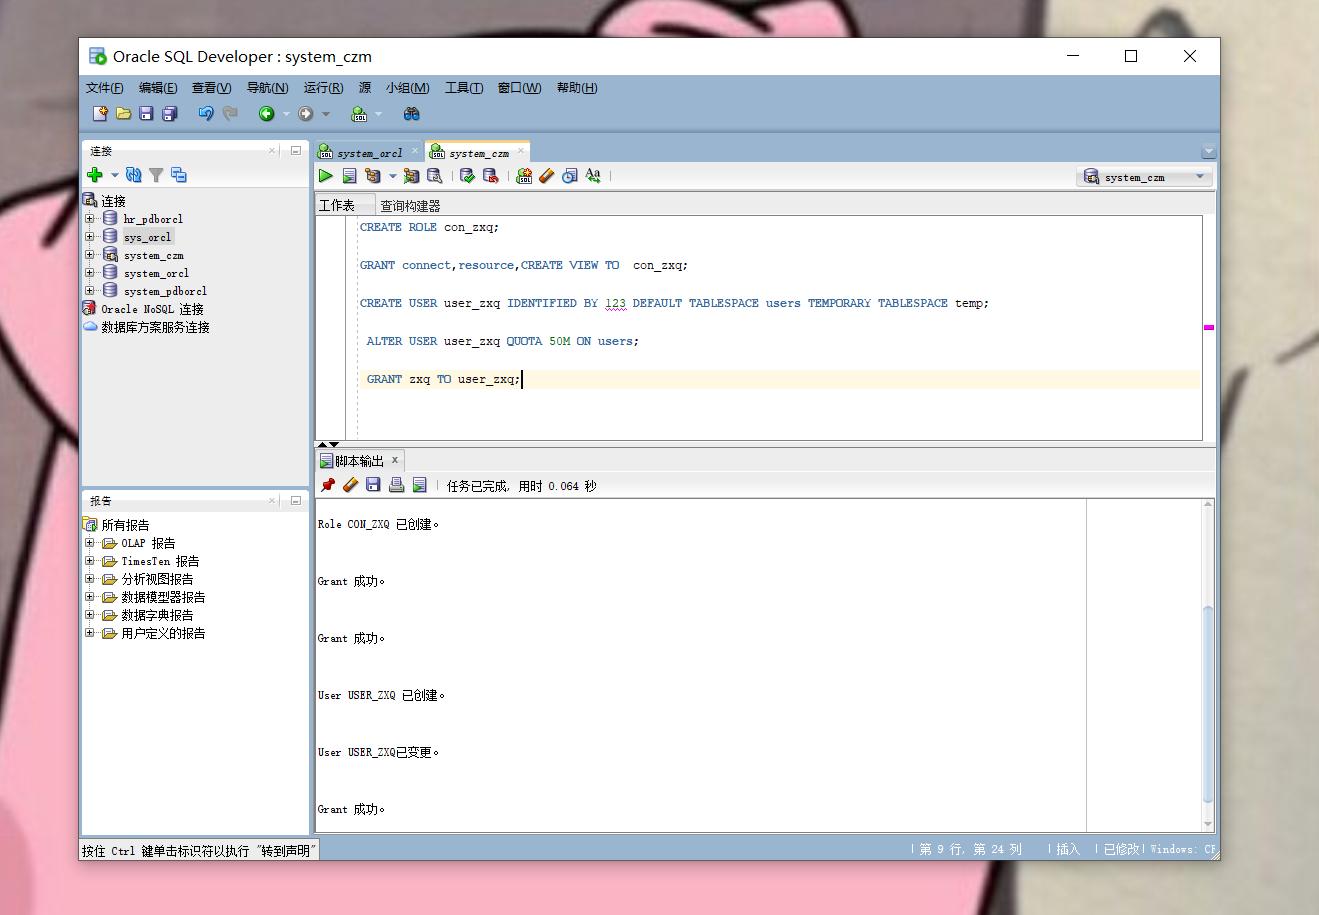 Oracle SQL Developer : system_czm
文件(F) 编辑(E) 查看(V) 导航(N) 运行(R) 源 小组(M) 工具(T) 窗口(W) 帮助(H)
连接
连接
hr_pdborcl
sys_orcl
system_czm
system_orcl
system_pdborcl
Oracle NoSQL 连接
数据库方案服务连接
报告
所有报告
OLAP 报告
TimesTen 报告
分析视图报告
数据模型器报告
数据字典报告
用户定义的报告
system_orcl system_czm
system_czm
工作表 查询构建器
CREATE ROLE con_zxq;
GRANT connect,resource,CREATE VIEW TO  con_zxq;
CREATE USER user_zxq IDENTIFIED BY 123 DEFAULT TABLESPACE users TEMPORARY TABLESPACE temp;
ALTER USER user_zxq QUOTA 50M ON users;
GRANT zxq TO user_zxq;
脚本输出
任务已完成, 用时 0.064 秒
Role CON_ZXQ 已创建。
Grant 成功。
Grant 成功。
User USER_ZXQ 已创建。
User USER_ZXQ已变更。
Grant 成功。
按住 Ctrl 键单击标识符以执行 "转到声明"
第 9 行, 第 24 列 插入 已修改 Windows: CF